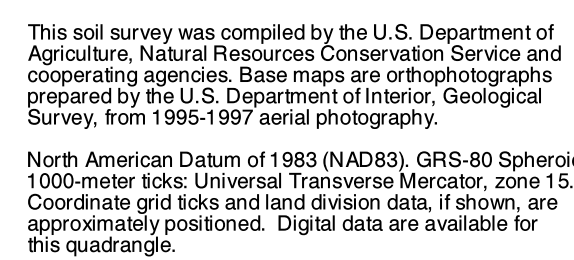 This soil survey was compiled by the U.S. Department of
Agriculture, Natural Resources Conservation Service and
cooperating agencies. Base maps are orthophotographs
prepared by the U.S. Department of Interior, Geological
Survey, from 1995-1997 aerial photography.
North American Datum of 1983 (NAD83). GRS-80 Spheroi
1000-meter ticks: Universal Transverse Mercator, zone 15.
Coordinate grid ticks and land division data, if shown, are
approximately positioned.  Digital data are available for
this quadrangle.